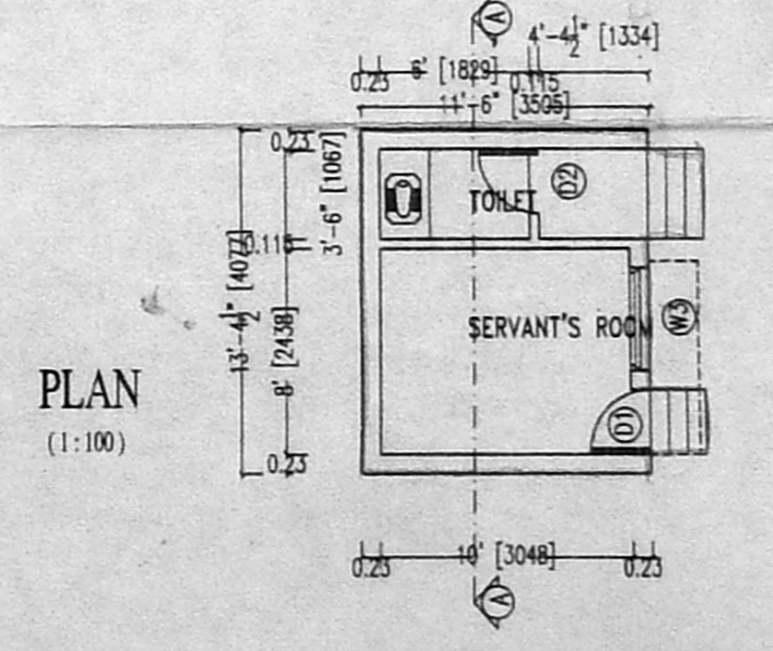 A
4'-4½" [1334]
6' [1829]
0.23
0.115
11'-6" [3505]
0.23
3'-6" [1067]
D2
TOILET
0.115
13'-4½" [4077]
8' [2438]
SERVANT'S ROOM
W3
PLAN
(1:100)
D1
0.23
10' [3048]
0.23
0.23
A